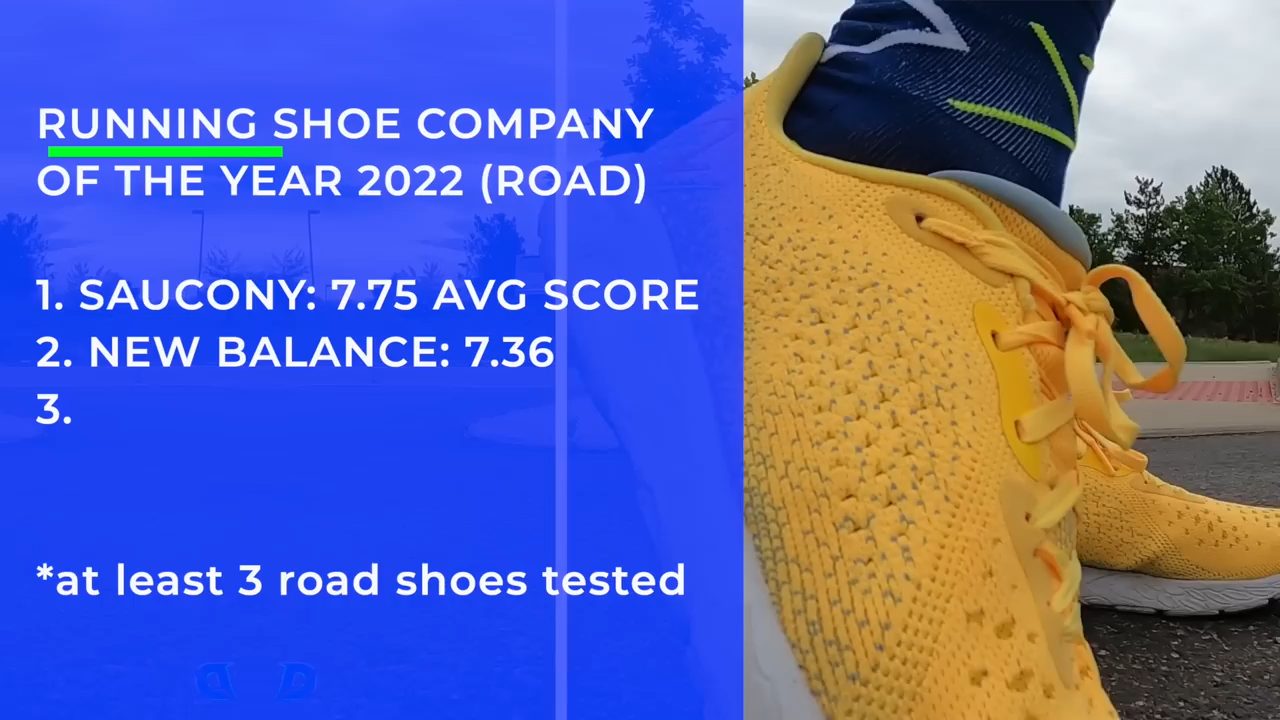 RUNNING SHOE COMPANY
OF THE YEAR 2022 (ROAD)
1. SAUCONY: 7.75 AVG SCORE
2. NEW BALANCE: 7.36
3.
*at least 3 road shoes tested